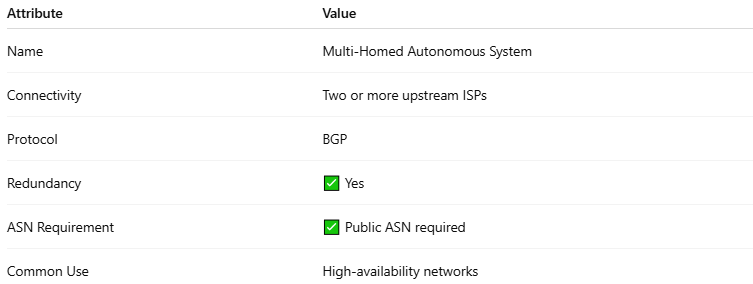 Attribute Value
Name Multi-Homed Autonomous System
Connectivity Two or more upstream ISPs
Protocol BGP
Redundancy ✅ Yes
ASN Requirement ✅ Public ASN required
Common Use High-availability networks